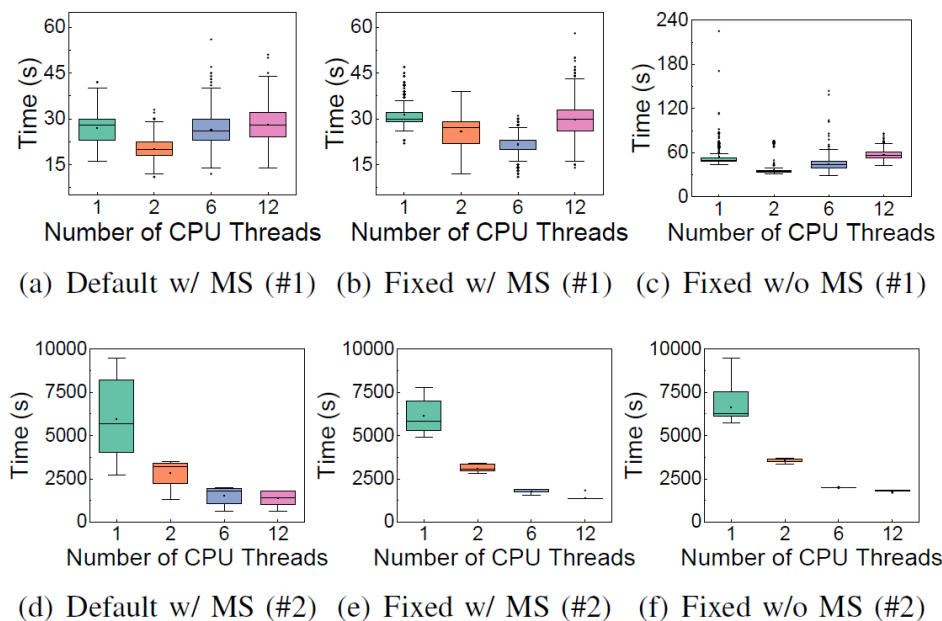 60
45
30
15
Time (s)
1 2 6 12
Number of CPU Threads
60
45
30
15
Time (s)
1 2 6 12
Number of CPU Threads
240
180
120
60
0
Time (s)
1 2 6 12
Number of CPU Threads
(a) Default w/ MS (#1) (b) Fixed w/ MS (#1) (c) Fixed w/o MS (#1)
10000
7500
5000
2500
0
Time (s)
1 2 6 12
Number of CPU Threads
10000
7500
5000
2500
0
Time (s)
1 2 6 12
Number of CPU Threads
10000
7500
5000
2500
0
Time (s)
1 2 6 12
Number of CPU Threads
(d) Default w/ MS (#2) (e) Fixed w/ MS (#2) (f) Fixed w/o MS (#2)